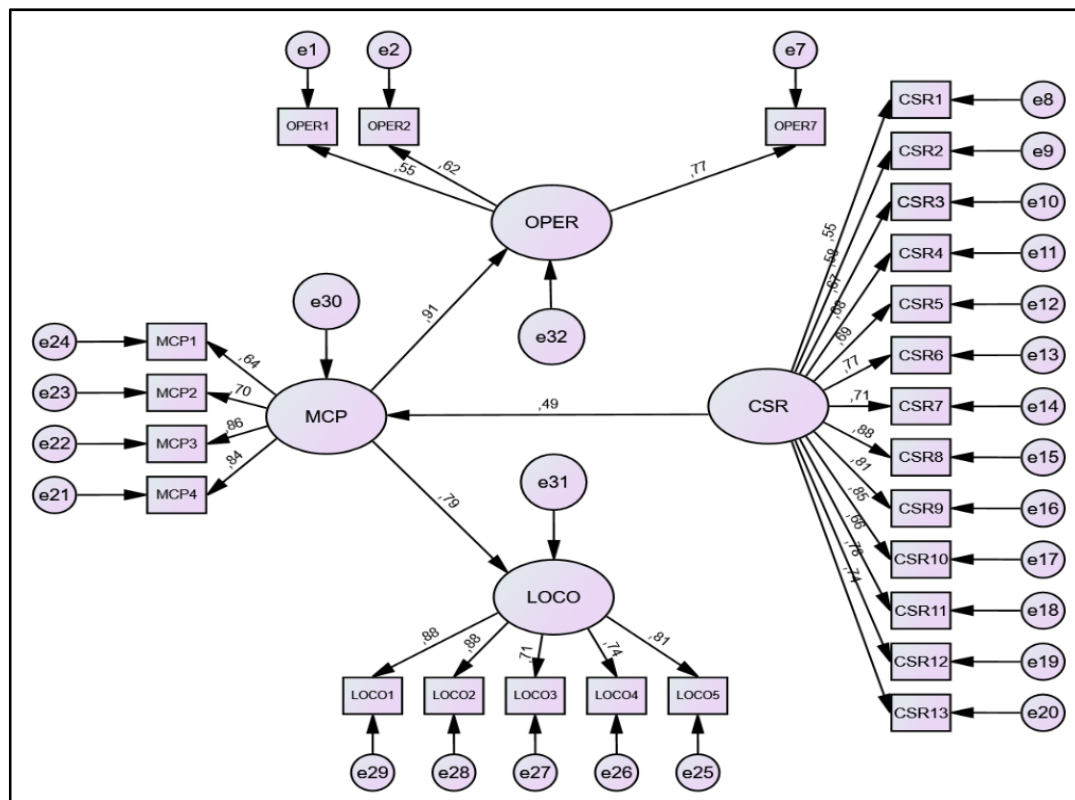 e1
e2
e7
OPER1
OPER2
OPER7
,55
,62
,77
OPER
e32
,91
e30
e24
MCP1
,64
e23
MCP2
,70
e22
MCP3
,86
e21
MCP4
,84
MCP
,49
CSR
,79
e31
LOCO
,88
,88
,71
,74
,81
LOCO1
LOCO2
LOCO3
LOCO4
LOCO5
e29
e28
e27
e26
e25
,55
,58
,67
,68
,69
,77
,71
,88
,81
,85
,66
,78
,74
CSR1
e8
CSR2
e9
CSR3
e10
CSR4
e11
CSR5
e12
CSR6
e13
CSR7
e14
CSR8
e15
CSR9
e16
CSR10
e17
CSR11
e18
CSR12
e19
CSR13
e20